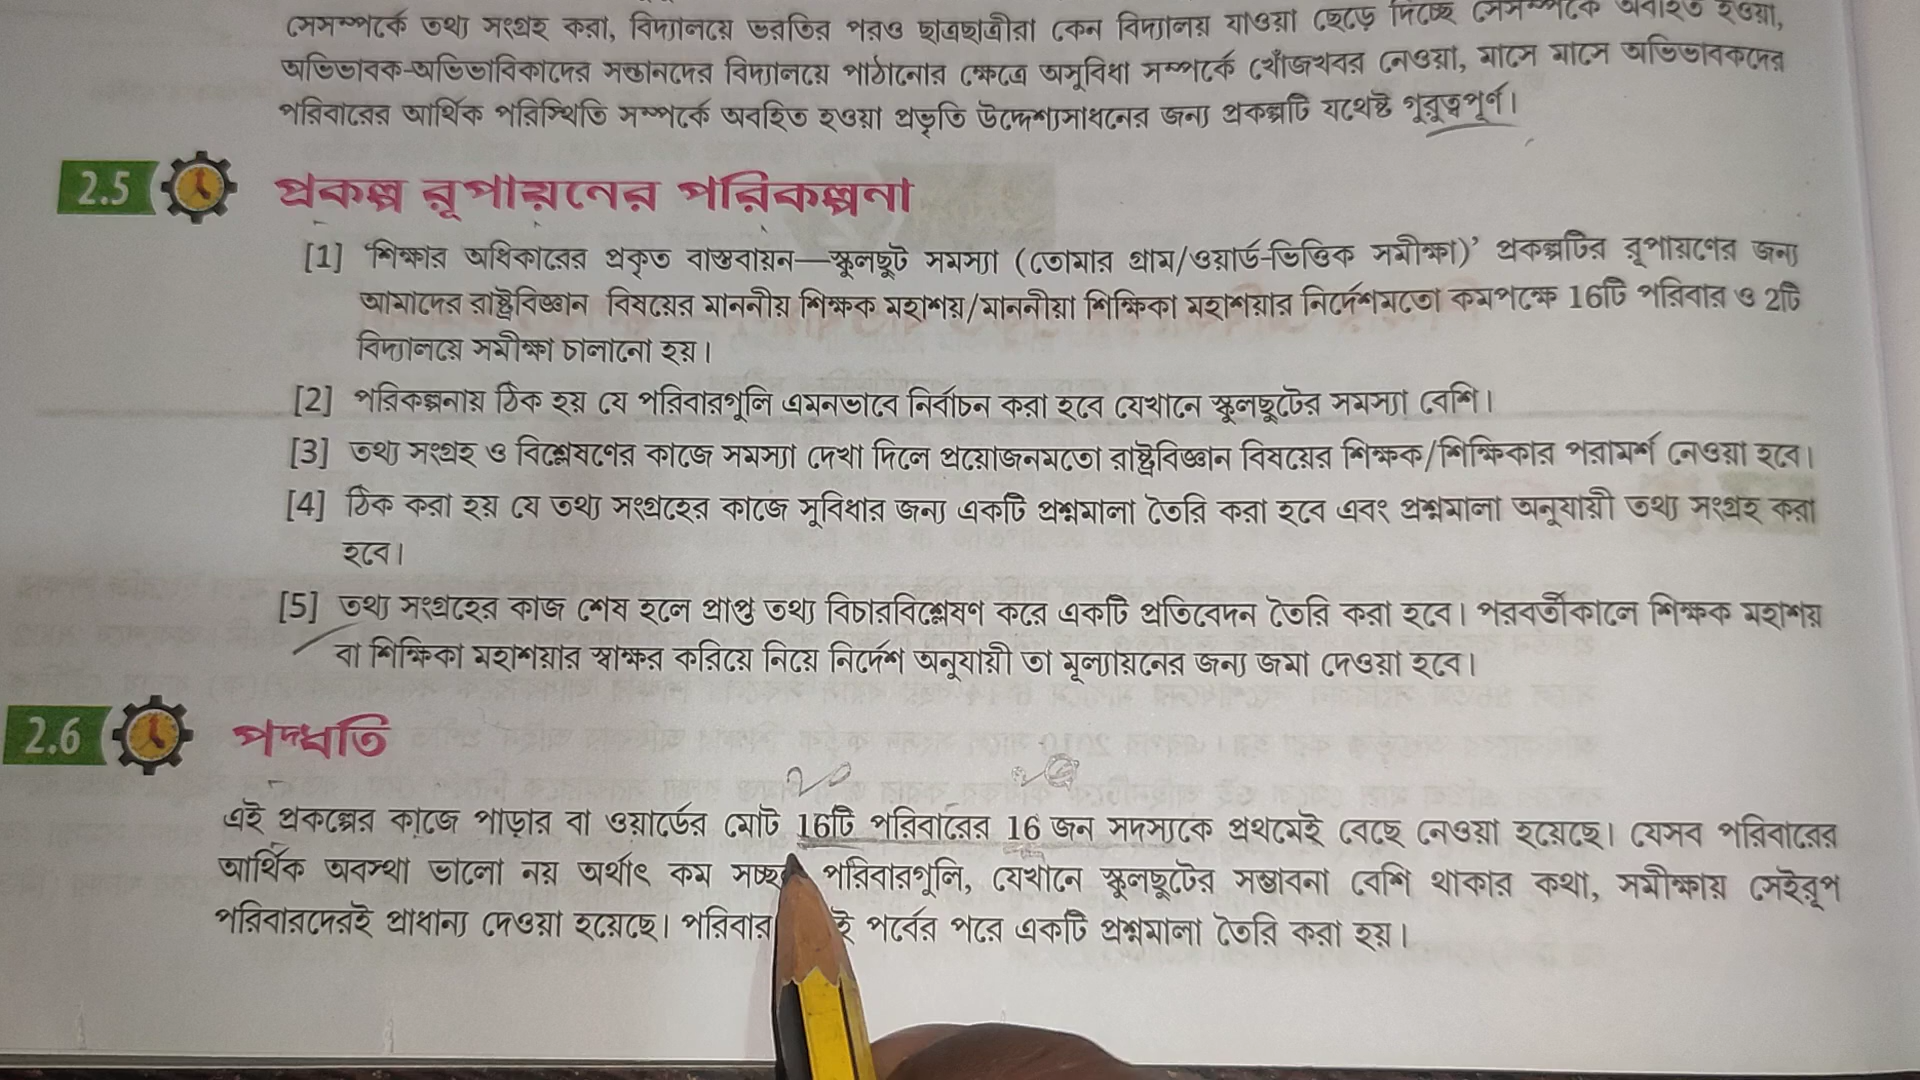 সেসম্পর্কে তথ্য সংগ্রহ করা, বিদ্যালয়ে ভরতির পরও ছাত্রছাত্রীরা কেন বিদ্যালয় যাওয়া ছেড়ে দিচ্ছে সেসম্পর্কে অবহিত হওয়া,
অভিভাবক-অভিভাবিকাদের সন্তানদের বিদ্যালয়ে পাঠানোর ক্ষেত্রে অসুবিধা সম্পর্কে খোঁজখবর নেওয়া, মাসে মাসে অভিভাবকদের
পরিবারের আর্থিক পরিস্থিতি সম্পর্কে অবহিত হওয়া প্রভৃতি উদ্দেশ্যসাধনের জন্য প্রকল্পটি যথেষ্ট গুরুত্বপূর্ণ।
2.5 প্রকল্প রূপায়নের পরিকল্পনা
[1] ‘শিক্ষার অধিকারের প্রকৃত বাস্তবায়ন—স্কুলছুট সমস্যা (তোমার গ্রাম/ওয়ার্ড-ভিত্তিক সমীক্ষা)’ প্রকল্পটির রূপায়ণের জন্য
আমাদের রাষ্ট্রবিজ্ঞান বিষয়ের মাননীয় শিক্ষক মহাশয়/মাননীয়া শিক্ষিকা মহাশয়ার নির্দেশমতো কমপক্ষে 16টি পরিবার ও 2টি
বিদ্যালয়ে সমীক্ষা চালানো হয়।
[2] পরিকল্পনায় ঠিক হয় যে পরিবারগুলি এমনভাবে নির্বাচন করা হবে যেখানে স্কুলছুটের সমস্যা বেশি।
[3] তথ্য সংগ্রহ ও বিশ্লেষণের কাজে সমস্যা দেখা দিলে প্রয়োজনমতো রাষ্ট্রবিজ্ঞান বিষয়ের শিক্ষক/শিক্ষিকার পরামর্শ নেওয়া হবে।
[4] ঠিক করা হয় যে তথ্য সংগ্রহের কাজে সুবিধার জন্য একটি প্রশ্নমালা তৈরি করা হবে এবং প্রশ্নমালা অনুযায়ী তথ্য সংগ্রহ করা
হবে।
[5] তথ্য সংগ্রহের কাজ শেষ হলে প্রাপ্ত তথ্য বিচারবিশ্লেষণ করে একটি প্রতিবেদন তৈরি করা হবে। পরবর্তীকালে শিক্ষক মহাশয়
বা শিক্ষিকা মহাশয়ার স্বাক্ষর করিয়ে নিয়ে নির্দেশ অনুযায়ী তা মূল্যায়নের জন্য জমা দেওয়া হবে।
2.6 পদ্ধতি
২০
এই প্রকল্পের কাজে পাড়ার বা ওয়ার্ডের মোট 16টি পরিবারের 16 জন সদস্যকে প্রথমেই বেছে নেওয়া হয়েছে। যেসব পরিবারের
আর্থিক অবস্থা ভালো নয় অর্থাৎ কম পরিবারগুলি, যেখানে স্কুলছুটের সম্ভাবনা বেশি থাকার কথা, সমীক্ষায় সেইরূপ
পরিবারদেরই প্রাধান্য দেওয়া হয়েছে। পরিবার পর্বের পরে একটি প্রশ্নমালা তৈরি করা হয়।